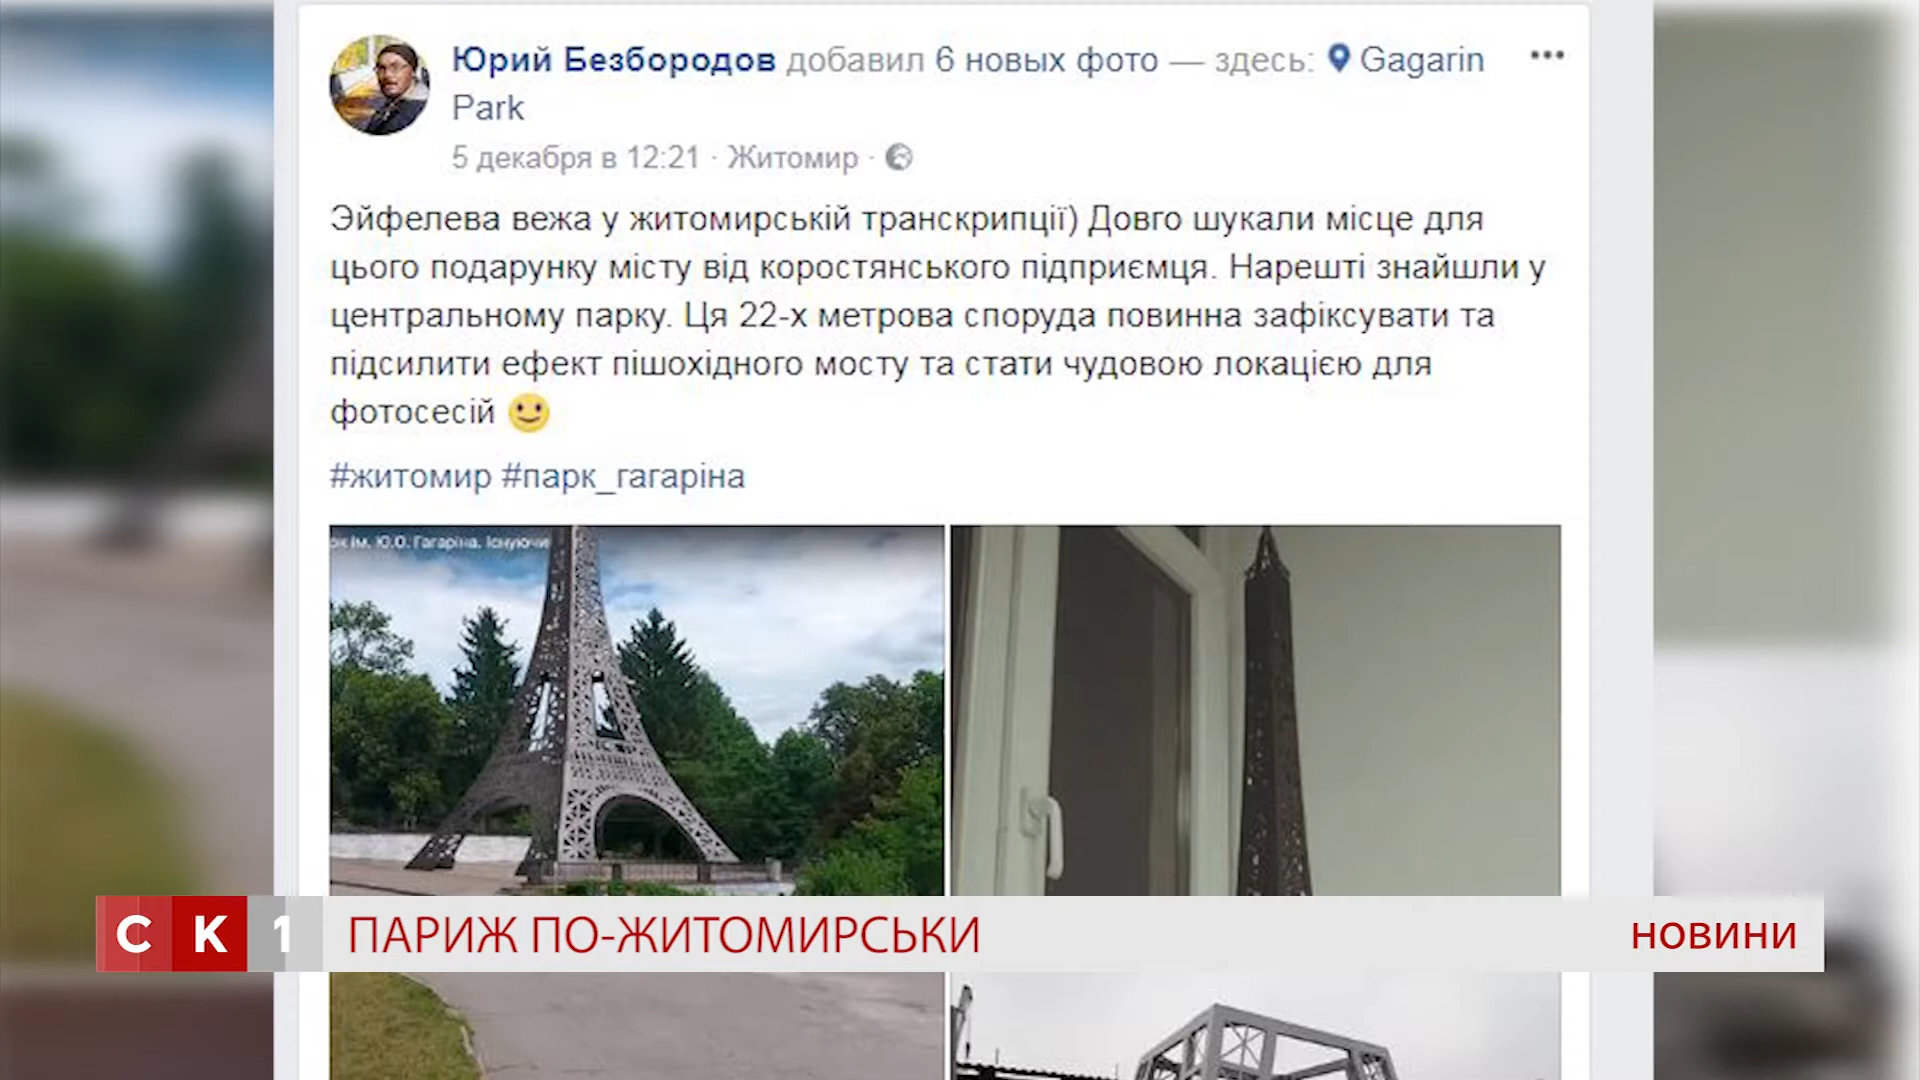 Юрий Безбородов добавил 6 новых фото — здесь: Gagarin
Park
5 декабря в 12:21 · Житомир ·
Эйфелева вежа у житомирській транскрипції) Довго шукали місце для
цього подарунку місту від коростянського підприємця. Нарешті знайшли у
центральному парку. Ця 22-х метрова споруда повинна зафіксувати та
підсилити ефект пішохідного мосту та стати чудовою локацією для
фотосесій 🙂
#житомир #парк_гагаріна
ім. Ю.О. Гагаріна. Існуючи
СК1 ПАРИЖ ПО-ЖИТОМИРСЬКИ НОВИНИ